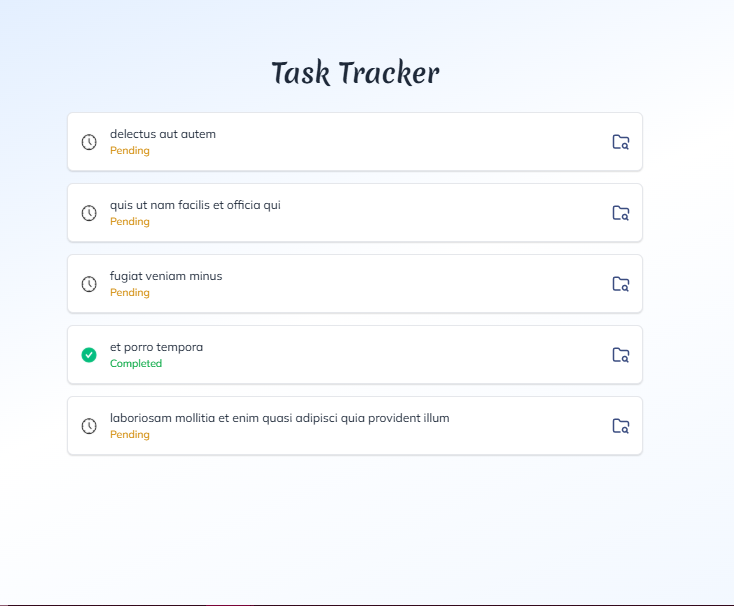 Task Tracker
delectus aut autem
Pending
quis ut nam facilis et officia qui
Pending
fugiat veniam minus
Pending
et porro tempora
Completed
laboriosam mollitia et enim quasi adipisci quia provident illum
Pending